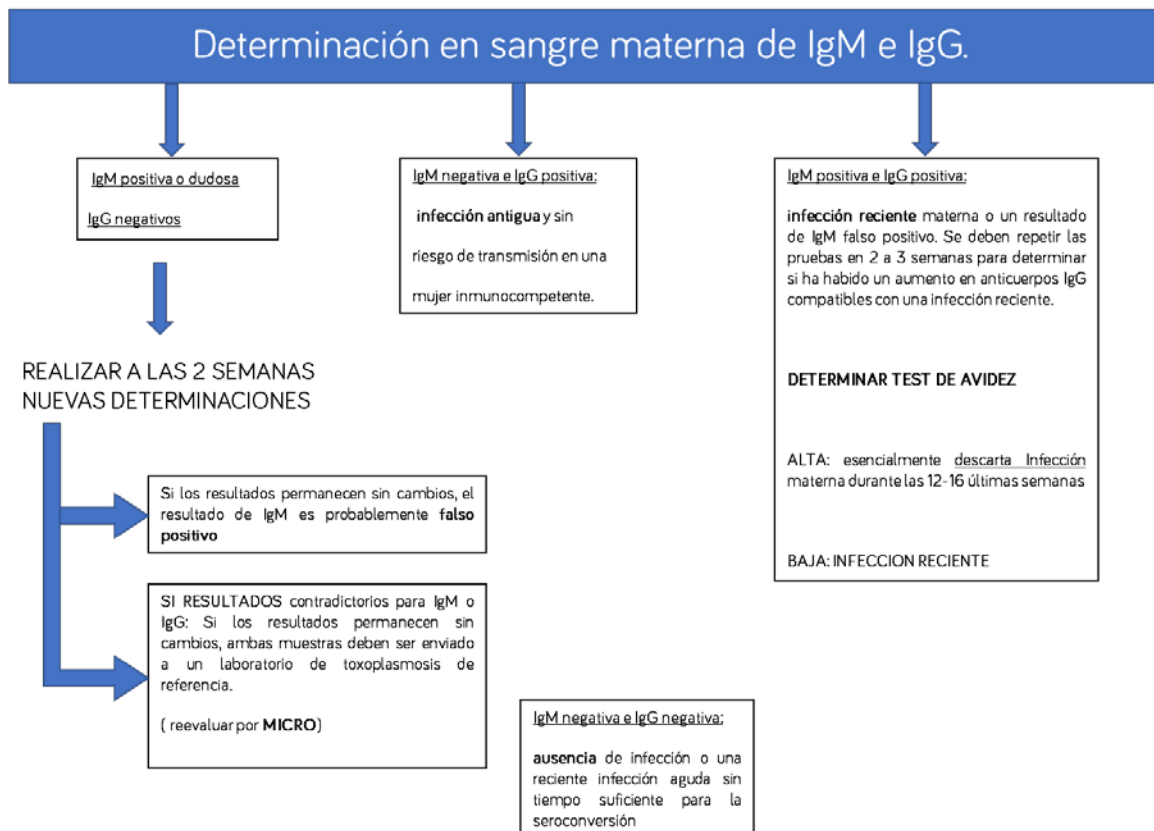 Determinación en sangre materna de IgM e IgG.
IgM positiva o dudosa
IgG negativos
REALIZAR A LAS 2 SEMANAS
NUEVAS DETERMINACIONES
Si los resultados permanecen sin cambios, el
resultado de IgM es probablemente falso
positivo
SI RESULTADOS contradictorios para IgM o
IgG: Si los resultados permanecen sin
cambios, ambas muestras deben ser enviado
a un laboratorio de toxoplasmosis de
referencia.
( reevaluar por MICRO)
IgM negativa e IgG positiva:
infección antigua y sin
riesgo de transmisión en una
mujer inmunocompetente.
IgM negativa e IgG negativa:
ausencia de infección o una
reciente infección aguda sin
tiempo suficiente para la
seroconversión
IgM positiva e IgG positiva:
infección reciente materna o un resultado
de IgM falso positivo. Se deben repetir las
pruebas en 2 a 3 semanas para determinar
si ha habido un aumento en anticuerpos IgG
compatibles con una infección reciente.
DETERMINAR TEST DE AVIDEZ
ALTA: esencialmente descarta Infección
materna durante las 12-16 últimas semanas
BAJA: INFECCION RECIENTE